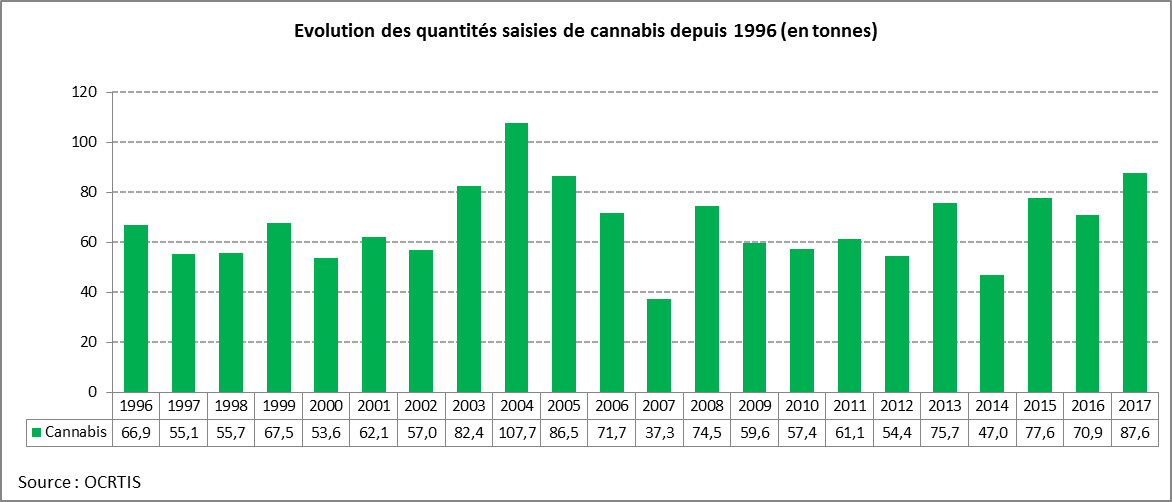 Evolution des quantités saisies de cannabis depuis 1996 (en tonnes)
120
100
80
60
40
20
0
1996 1997 1998 1999 2000 2001 2002 2003 2004 2005 2006 2007 2008 2009 2010 2011 2012 2013 2014 2015 2016 2017
Cannabis 66,9 55,1 55,7 67,5 53,6 62,1 57,0 82,4 107,7 86,5 71,7 37,3 74,5 59,6 57,4 61,1 54,4 75,7 47,0 77,6 70,9 87,6
Source : OCRTIS